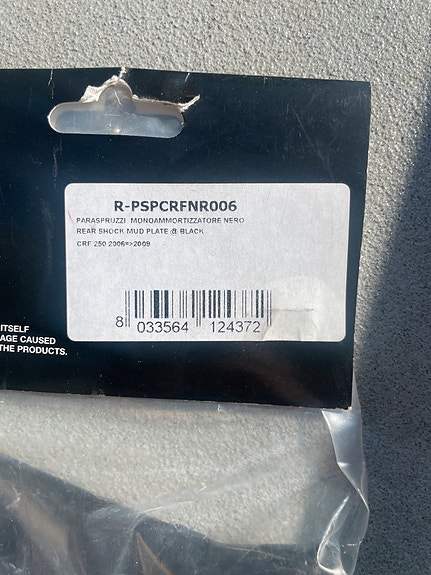 R-PSPCRFNR006
PARASPRUZZI MONOAMMORTIZZATORE NERO
REAR SHOCK MUD PLATE @ BLACK
CRF 250 2006=>2009
8 033564 124372
ITSELF
AGE CAUSED
THE PRODUCTS.